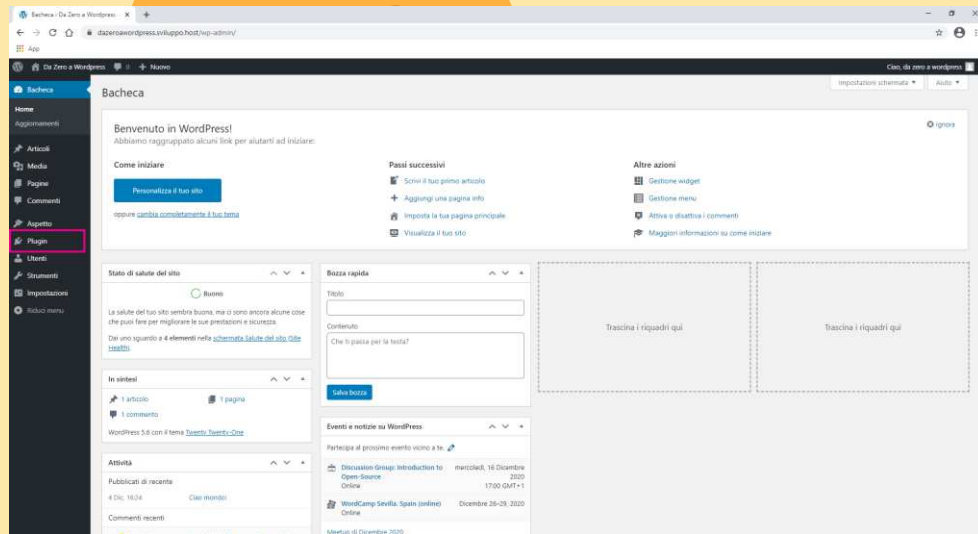 Bacheca ‹ Da Zero a Wordpress
dazeroawordpress.sviluppo.host/wp-admin/
App
Da Zero a Wordpress
0
Nuovo
Ciao, da zero a wordpress
Bacheca
Home
Aggiornamenti
Articoli
Media
Pagine
Commenti
Aspetto
Plugin
Utenti
Strumenti
Impostazioni
Riduci menu
Bacheca
Impostazioni schermata
Aiuto
Benvenuto in WordPress!
Abbiamo raggruppato alcuni link per aiutarti ad iniziare:
Ignora
Come iniziare
Personalizza il tuo sito
oppure cambia completamente il tuo tema
Passi successivi
Scrivi il tuo primo articolo
Aggiungi una pagina info
Imposta la tua pagina principale
Visualizza il tuo sito
Altre azioni
Gestione widget
Gestione menu
Attiva o disattiva i commenti
Maggiori informazioni su come iniziare
Stato di salute del sito
Buono
La salute del tuo sito sembra buona, ma ci sono ancora alcune cose
che puoi fare per migliorare le sue prestazioni e sicurezza.
Dai uno sguardo a 4 elementi nella schermata Salute del sito (Site
Health).
In sintesi
1 articolo
1 pagina
1 commento
WordPress 5.6 con il tema Twenty Twenty-One
Attività
Pubblicati di recente
4 Dic, 16:24
Ciao mondo!
Commenti recenti
Bozza rapida
Titolo
Contenuto
Che ti passa per la testa?
Salva bozza
Eventi e notizie su WordPress
Partecipa al prossimo evento vicino a te.
Discussion Group: Introduction to
Open-Source
Online
mercoledì, 16 Dicembre
2020
17:00 GMT+1
WordCamp Sevilla, Spain (online)
Online
Dicembre 26–29, 2020
Meetup di Dicembre 2020
Trascina i riquadri qui
Trascina i riquadri qui